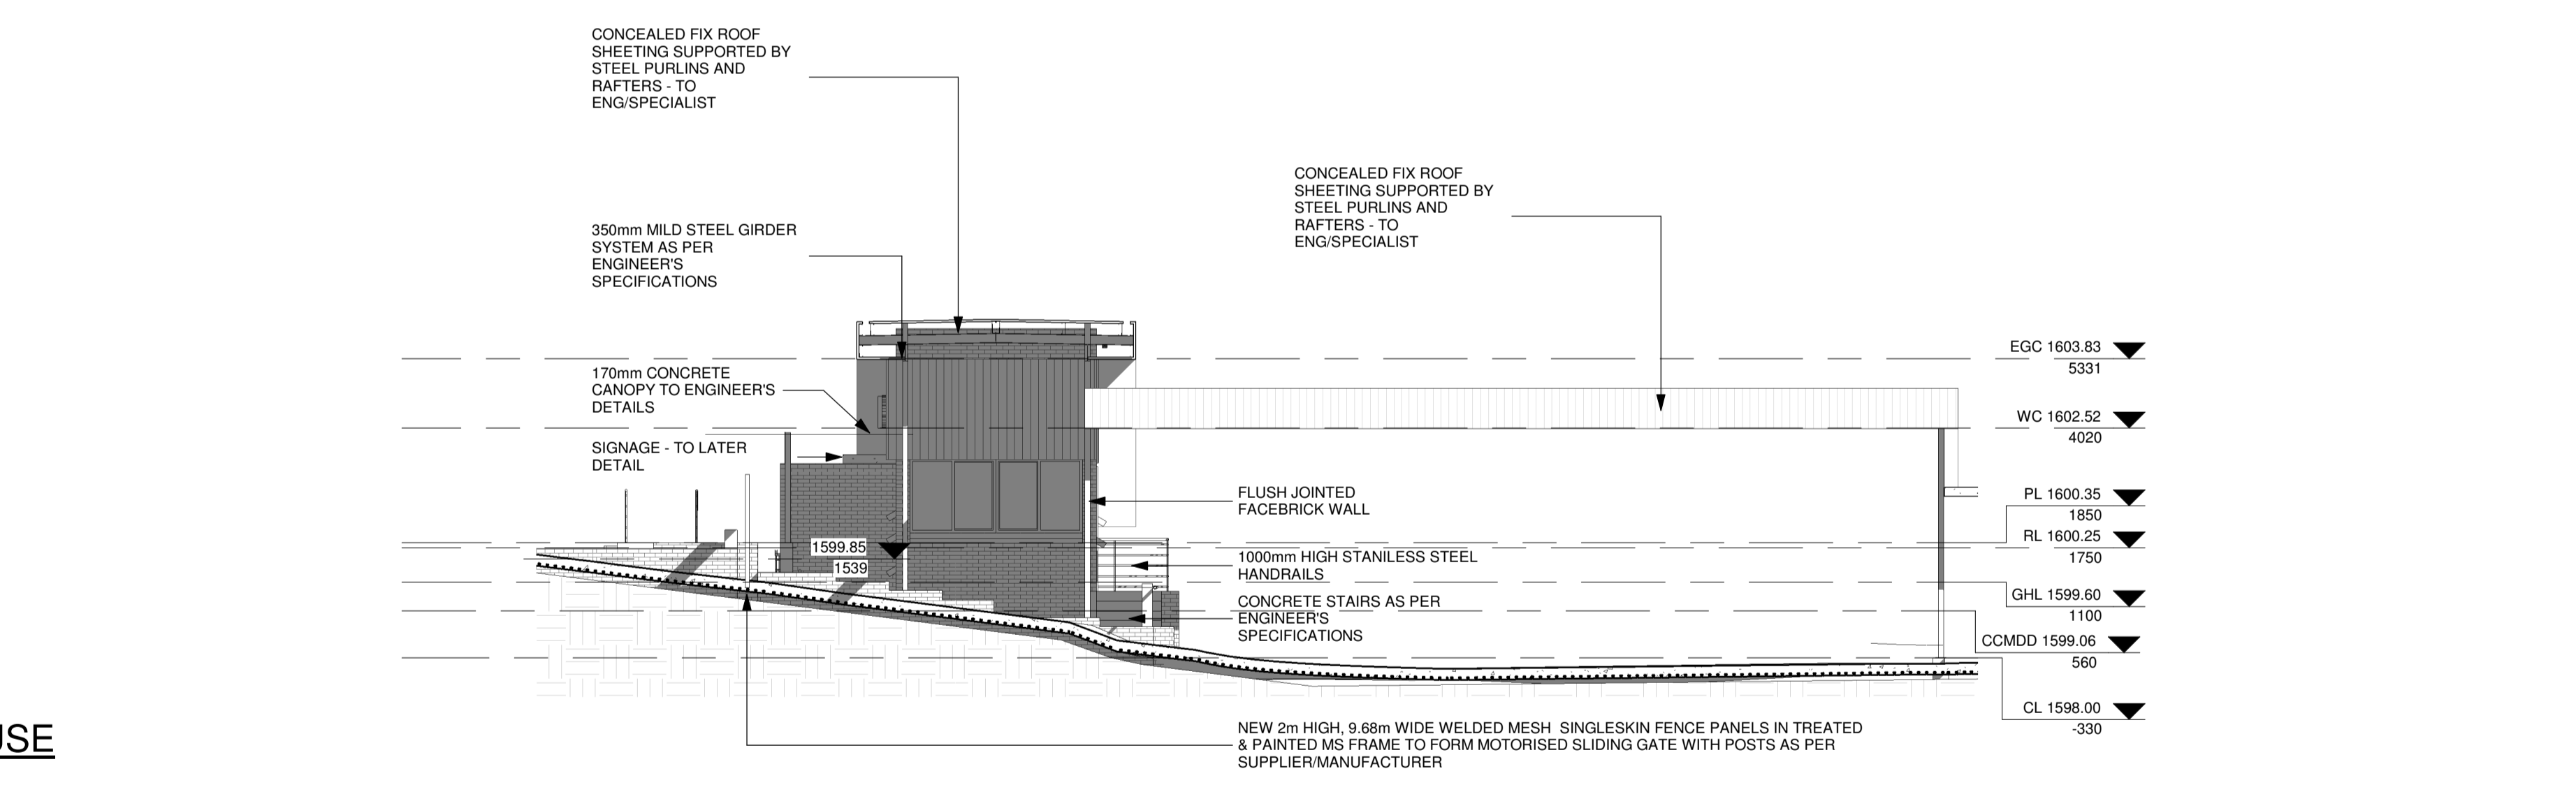 CONCEALED FIX ROOF
SHEETING SUPPORTED BY
STEEL PURLINS AND
RAFTERS - TO
ENG/SPECIALIST
CONCEALED FIX ROOF
SHEETING SUPPORTED BY
STEEL PURLINS AND
RAFTERS - TO
ENG/SPECIALIST
350mm MILD STEEL GIRDER
SYSTEM AS PER
ENGINEER'S
SPECIFICATIONS
170mm CONCRETE
CANOPY TO ENGINEER'S
DETAILS
SIGNAGE - TO LATER
DETAIL
1599.85
1539
FLUSH JOINTED
FACEBRICK WALL
1000mm HIGH STANILESS STEEL
HANDRAILS
CONCRETE STAIRS AS PER
ENGINEER'S
SPECIFICATIONS
EGC 1603.83
5331
WC 1602.52
4020
PL 1600.35
1850
RL 1600.25
1750
GHL 1599.60
1100
CCMDD 1599.06
560
CL 1598.00
-330
NEW 2m HIGH, 9.68m WIDE WELDED MESH  SINGLESKIN FENCE PANELS IN TREATED
& PAINTED MS FRAME TO FORM MOTORISED SLIDING GATE WITH POSTS AS PER
SUPPLIER/MANUFACTURER